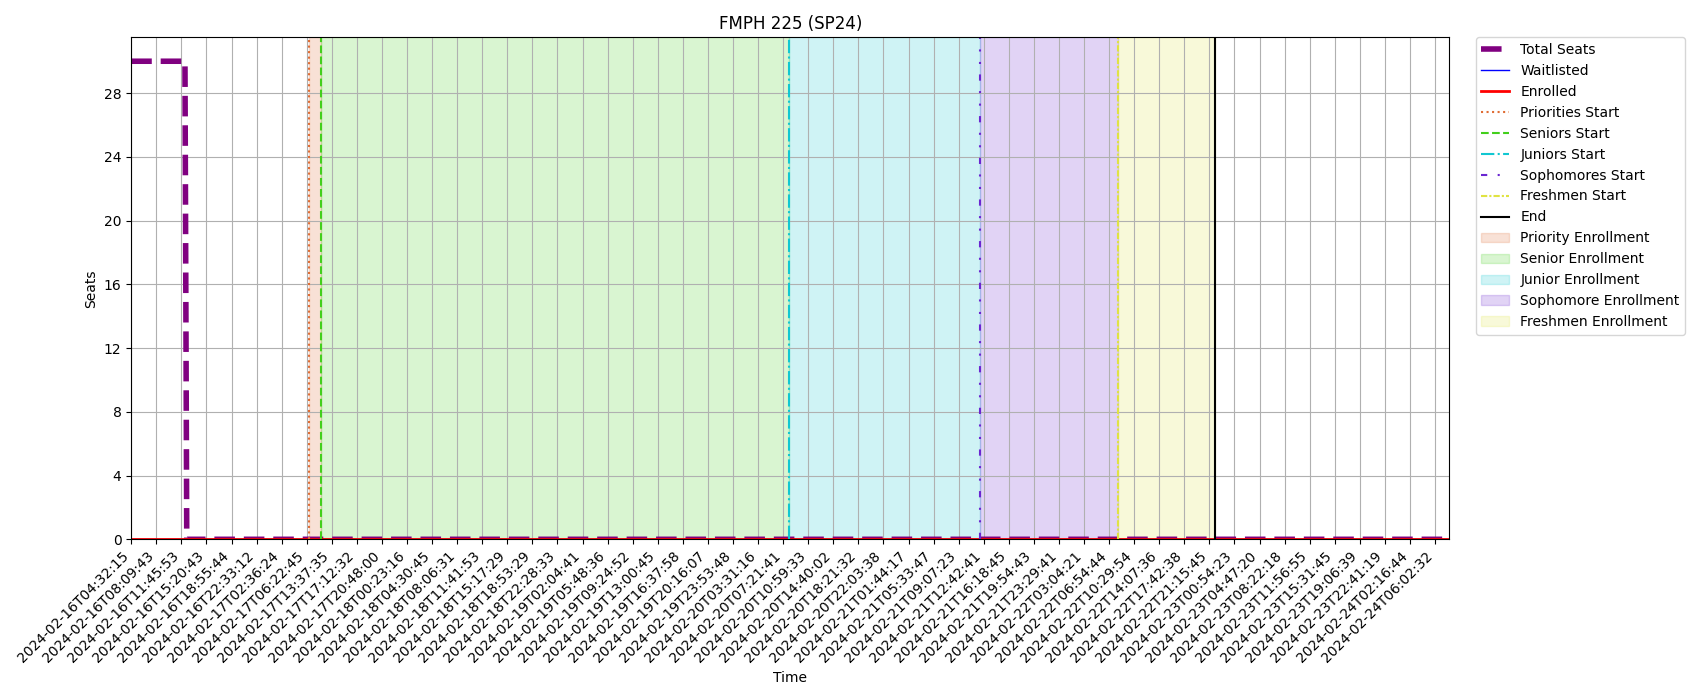 FMPH 225 (SP24)
Seats
28
24
20
16
12
8
4
0
2024-02-16T04:32:15
2024-02-16T08:09:43
2024-02-16T11:45:53
2024-02-16T15:20:43
2024-02-16T18:55:44
2024-02-16T22:33:12
2024-02-17T02:36:24
2024-02-17T06:22:45
2024-02-17T13:37:35
2024-02-17T17:12:32
2024-02-17T20:48:00
2024-02-18T00:23:16
2024-02-18T04:30:45
2024-02-18T08:06:31
2024-02-18T11:41:53
2024-02-18T15:17:29
2024-02-18T18:53:29
2024-02-18T22:28:33
2024-02-19T02:04:41
2024-02-19T05:48:36
2024-02-19T09:24:52
2024-02-19T13:00:45
2024-02-19T16:37:58
2024-02-19T20:16:07
2024-02-19T23:53:48
2024-02-20T03:31:16
2024-02-20T07:21:41
2024-02-20T10:59:33
2024-02-20T14:40:02
2024-02-20T18:21:32
2024-02-20T22:03:38
2024-02-21T01:44:17
2024-02-21T05:33:47
2024-02-21T09:07:23
2024-02-21T12:42:41
2024-02-21T16:18:45
2024-02-21T19:54:43
2024-02-21T23:29:41
2024-02-22T03:04:21
2024-02-22T06:54:44
2024-02-22T10:29:54
2024-02-22T14:07:36
2024-02-22T17:42:38
2024-02-22T21:15:45
2024-02-23T00:54:23
2024-02-23T04:47:20
2024-02-23T08:22:18
2024-02-23T11:56:55
2024-02-23T15:31:45
2024-02-23T19:06:39
2024-02-23T22:41:19
2024-02-24T02:16:44
2024-02-24T06:02:32
Time
Total Seats
Waitlisted
Enrolled
Priorities Start
Seniors Start
Juniors Start
Sophomores Start
Freshmen Start
End
Priority Enrollment
Senior Enrollment
Junior Enrollment
Sophomore Enrollment
Freshmen Enrollment